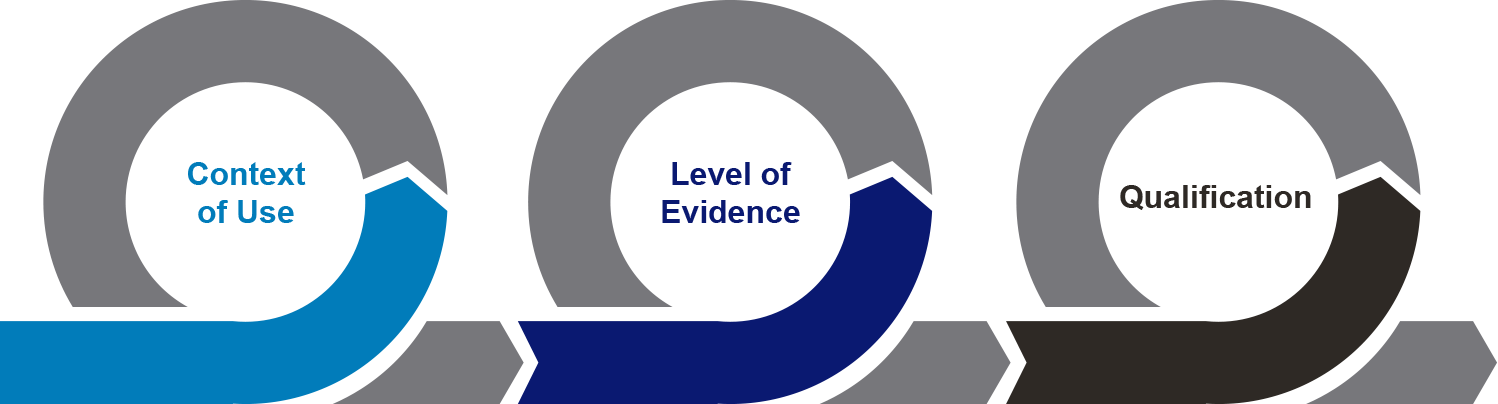 Context
of Use
Level of
Evidence
Qualification